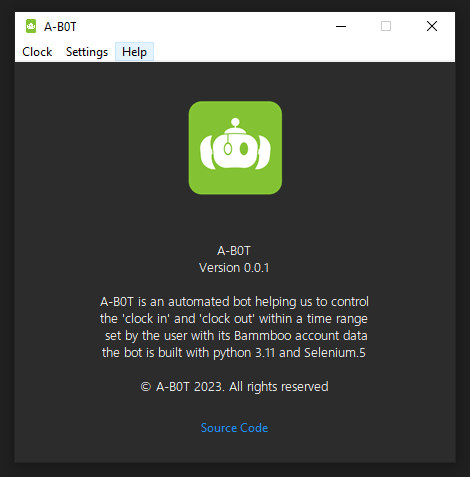 A-B0T
Clock Settings Help
A-B0T
Version 0.0.1
A-B0T is an automated bot helping us to control
the 'clock in' and 'clock out' within a time range
set by the user with its Bammboo account data
the bot is built with python 3.11 and Selenium.5
© A-B0T 2023. All rights reserved
Source Code